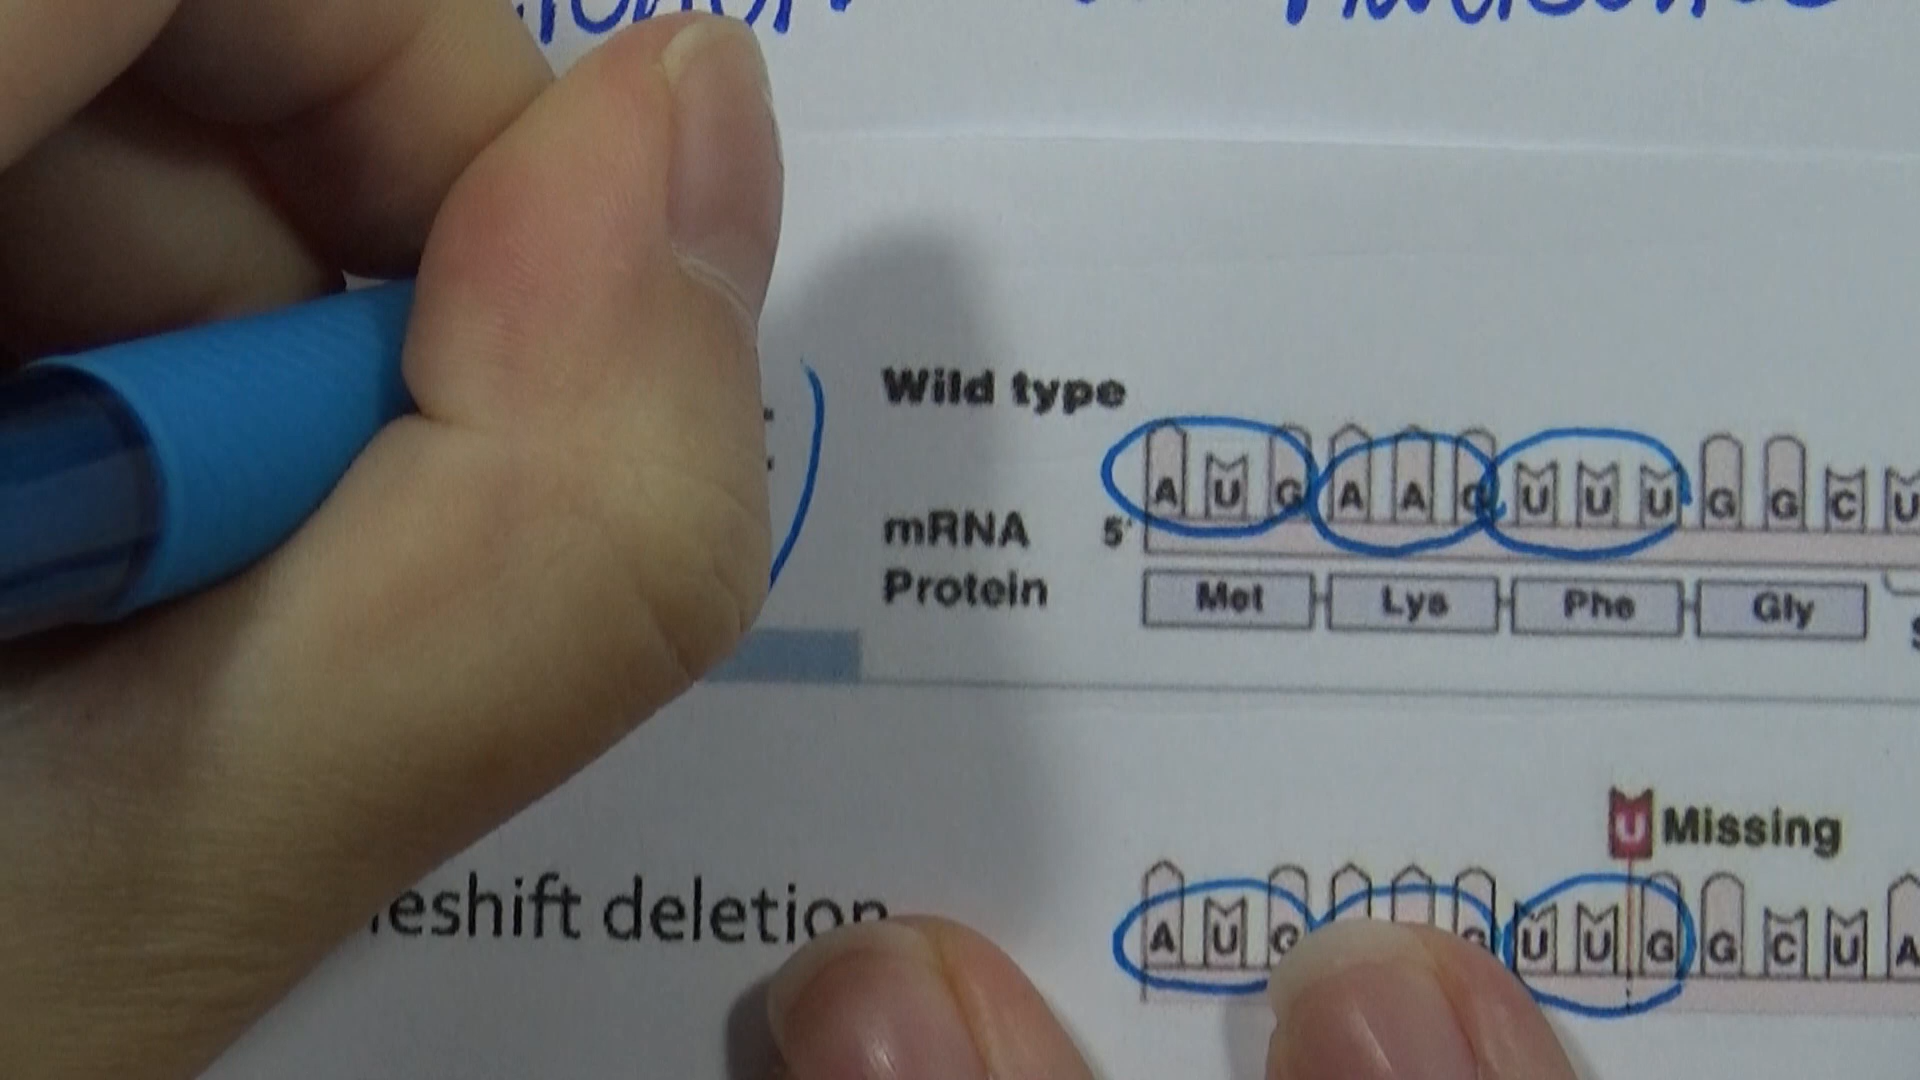 Wild type
A U G A A G U U U G G C U
mRNA 5'
Protein Met Lys Phe Gly
U Missing
eshift deletion
A U G G U U G G C U A